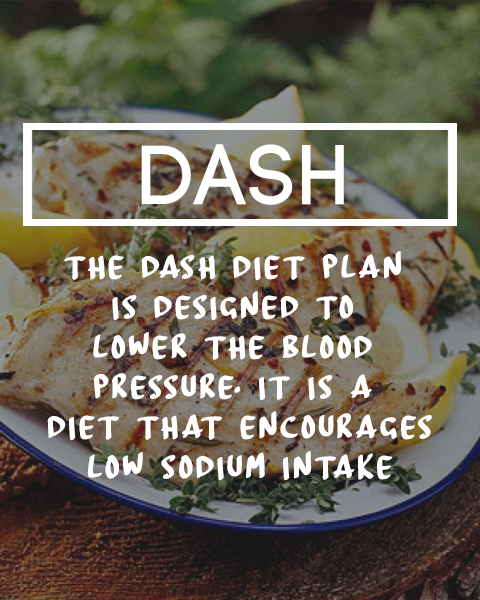 DASH
THE DASH DIET PLAN
IS DESIGNED TO
LOWER THE BLOOD
PRESSURE. IT IS A
DIET THAT ENCOURAGES
LOW SODIUM INTAKE